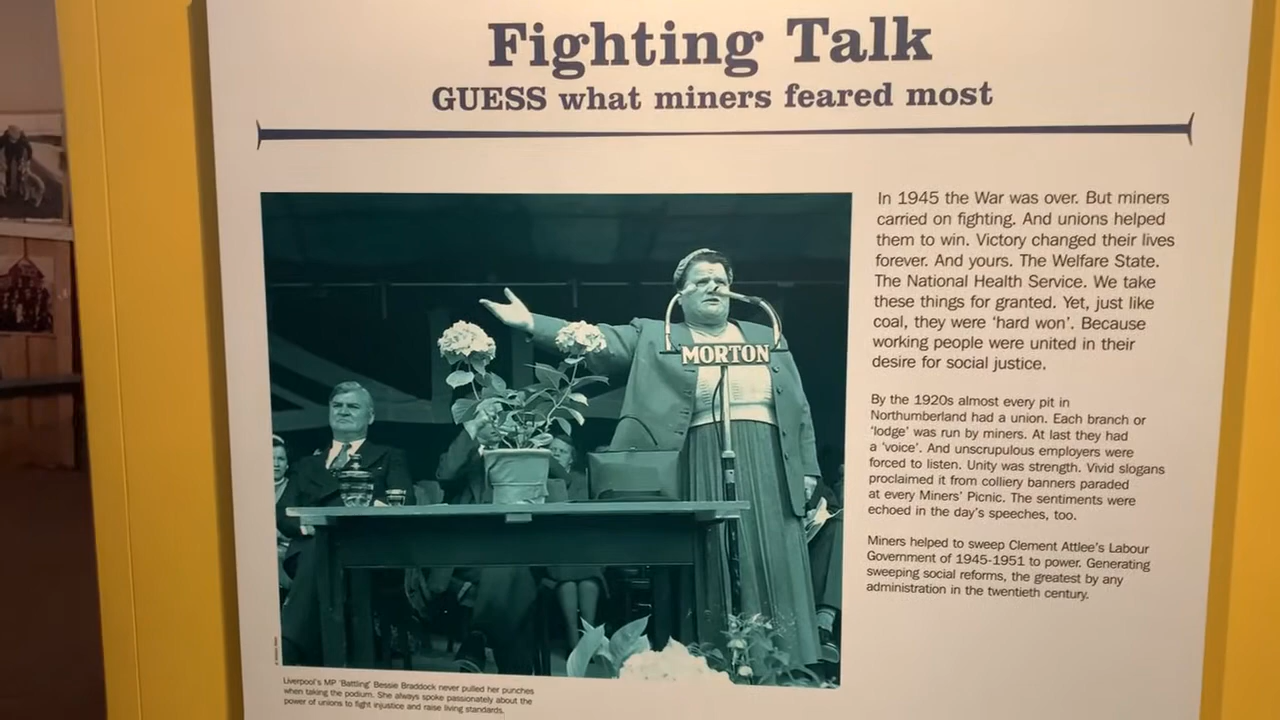 Fighting Talk
GUESS what miners feared most
MORTON
In 1945 the War was over. But miners
carried on fighting. And unions helped
them to win. Victory changed their lives
forever. And yours. The Welfare State.
The National Health Service. We take
these things for granted. Yet, just like
coal, they were ‘hard won’. Because
working people were united in their
desire for social justice.
By the 1920s almost every pit in
Northumberland had a union. Each branch or
‘lodge’ was run by miners. At last they had
a ‘voice’. And unscrupulous employers were
forced to listen. Unity was strength. Vivid slogans
proclaimed it from colliery banners paraded
at every Miners’ Picnic. The sentiments were
echoed in the day’s speeches, too.
Miners helped to sweep Clement Attlee’s Labour
Government of 1945-1951 to power. Generating
sweeping social reforms, the greatest by any
administration in the twentieth century.
Liverpool’s MP ‘Battling’ Bessie Braddock never pulled her punches
when taking the podium. She always spoke passionately about the
power of unions to fight injustice and raise living standards.